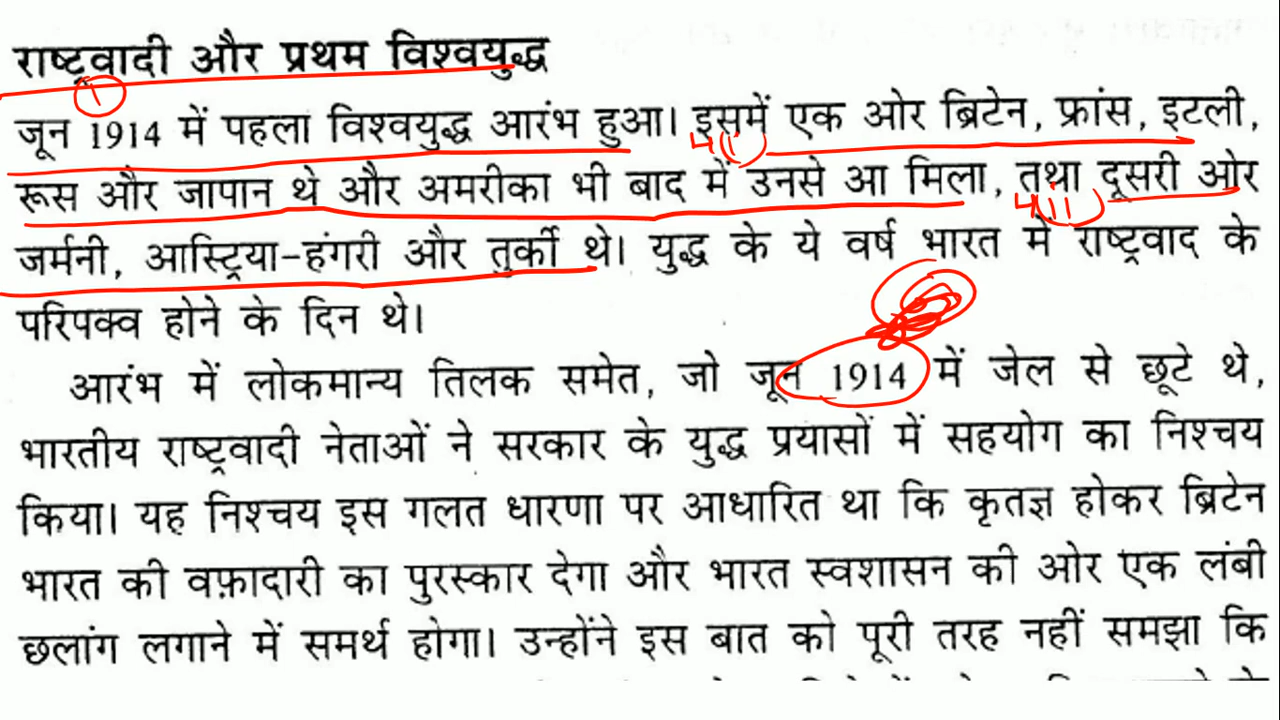 राष्ट्रवादी और प्रथम विश्वयुद्ध
जून 1914 में पहला विश्वयुद्ध आरंभ हुआ। इसमें एक ओर ब्रिटेन, फ्रांस, इटली,
रूस और जापान थे और अमरीका भी बाद में उनसे आ मिला, तथा दूसरी ओर
जर्मनी, आस्ट्रिया-हंगरी और तुर्की थे। युद्ध के ये वर्ष भारत में राष्ट्रवाद के
परिपक्व होने के दिन थे।
आरंभ में लोकमान्य तिलक समेत, जो जून 1914 में जेल से छूटे थे,
भारतीय राष्ट्रवादी नेताओं ने सरकार के युद्ध प्रयासों में सहयोग का निश्चय
किया। यह निश्चय इस गलत धारणा पर आधारित था कि कृतज्ञ होकर ब्रिटेन
भारत की वफ़ादारी का पुरस्कार देगा और भारत स्वशासन की ओर एक लंबी
छलांग लगाने में समर्थ होगा। उन्होंने इस बात को पूरी तरह नहीं समझा कि